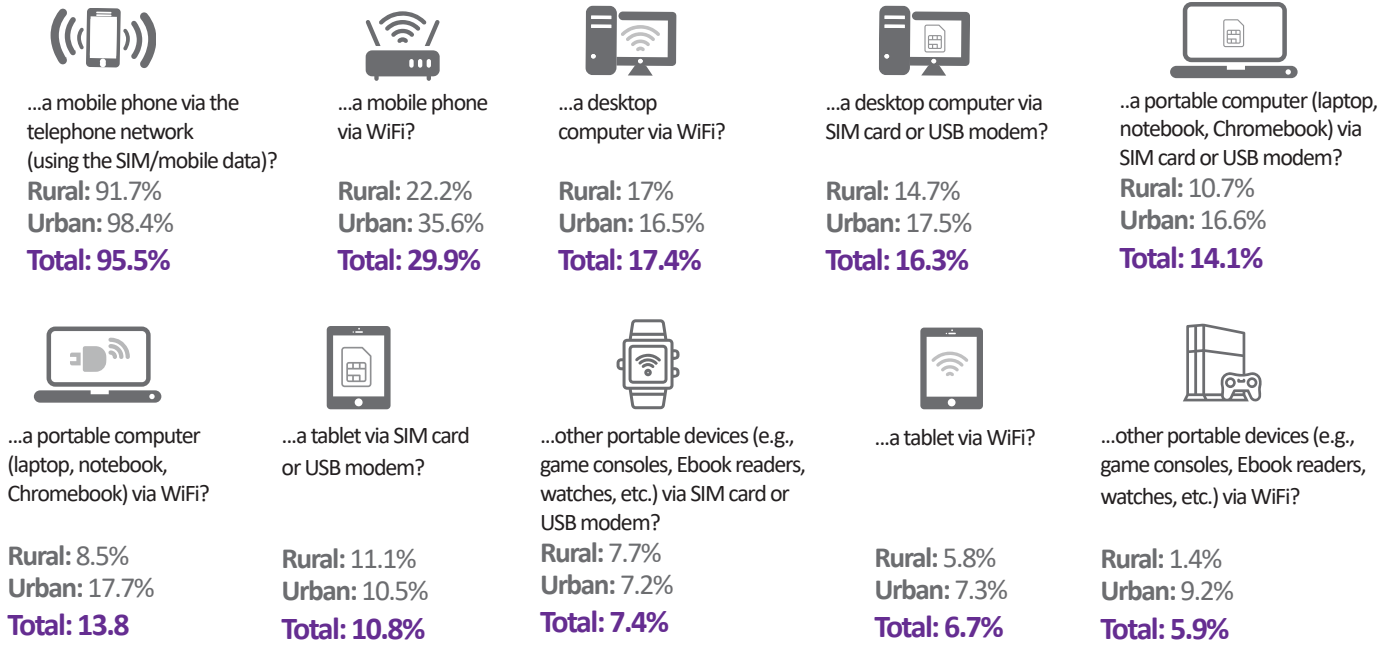 ...a mobile phone via the
telephone network
(using the SIM/mobile data)?
Rural: 91.7%
Urban: 98.4%
Total: 95.5%
...a mobile phone
via WiFi?
Rural: 22.2%
Urban: 35.6%
Total: 29.9%
...a desktop
computer via WiFi?
Rural: 17%
Urban: 16.5%
Total: 17.4%
...a desktop computer via
SIM card or USB modem?
Rural: 14.7%
Urban: 17.5%
Total: 16.3%
..a portable computer (laptop,
notebook, Chromebook) via
SIM card or USB modem?
Rural: 10.7%
Urban: 16.6%
Total: 14.1%
...a portable computer
(laptop, notebook,
Chromebook) via WiFi?
Rural: 8.5%
Urban: 17.7%
Total: 13.8
...a tablet via SIM card
or USB modem?
Rural: 11.1%
Urban: 10.5%
Total: 10.8%
...other portable devices (e.g.,
game consoles, Ebook readers,
watches, etc.) via SIM card or
USB modem?
Rural: 7.7%
Urban: 7.2%
Total: 7.4%
...a tablet via WiFi?
Rural: 5.8%
Urban: 7.3%
Total: 6.7%
...other portable devices (e.g.,
game consoles, Ebook readers,
watches, etc.) via WiFi?
Rural: 1.4%
Urban: 9.2%
Total: 5.9%